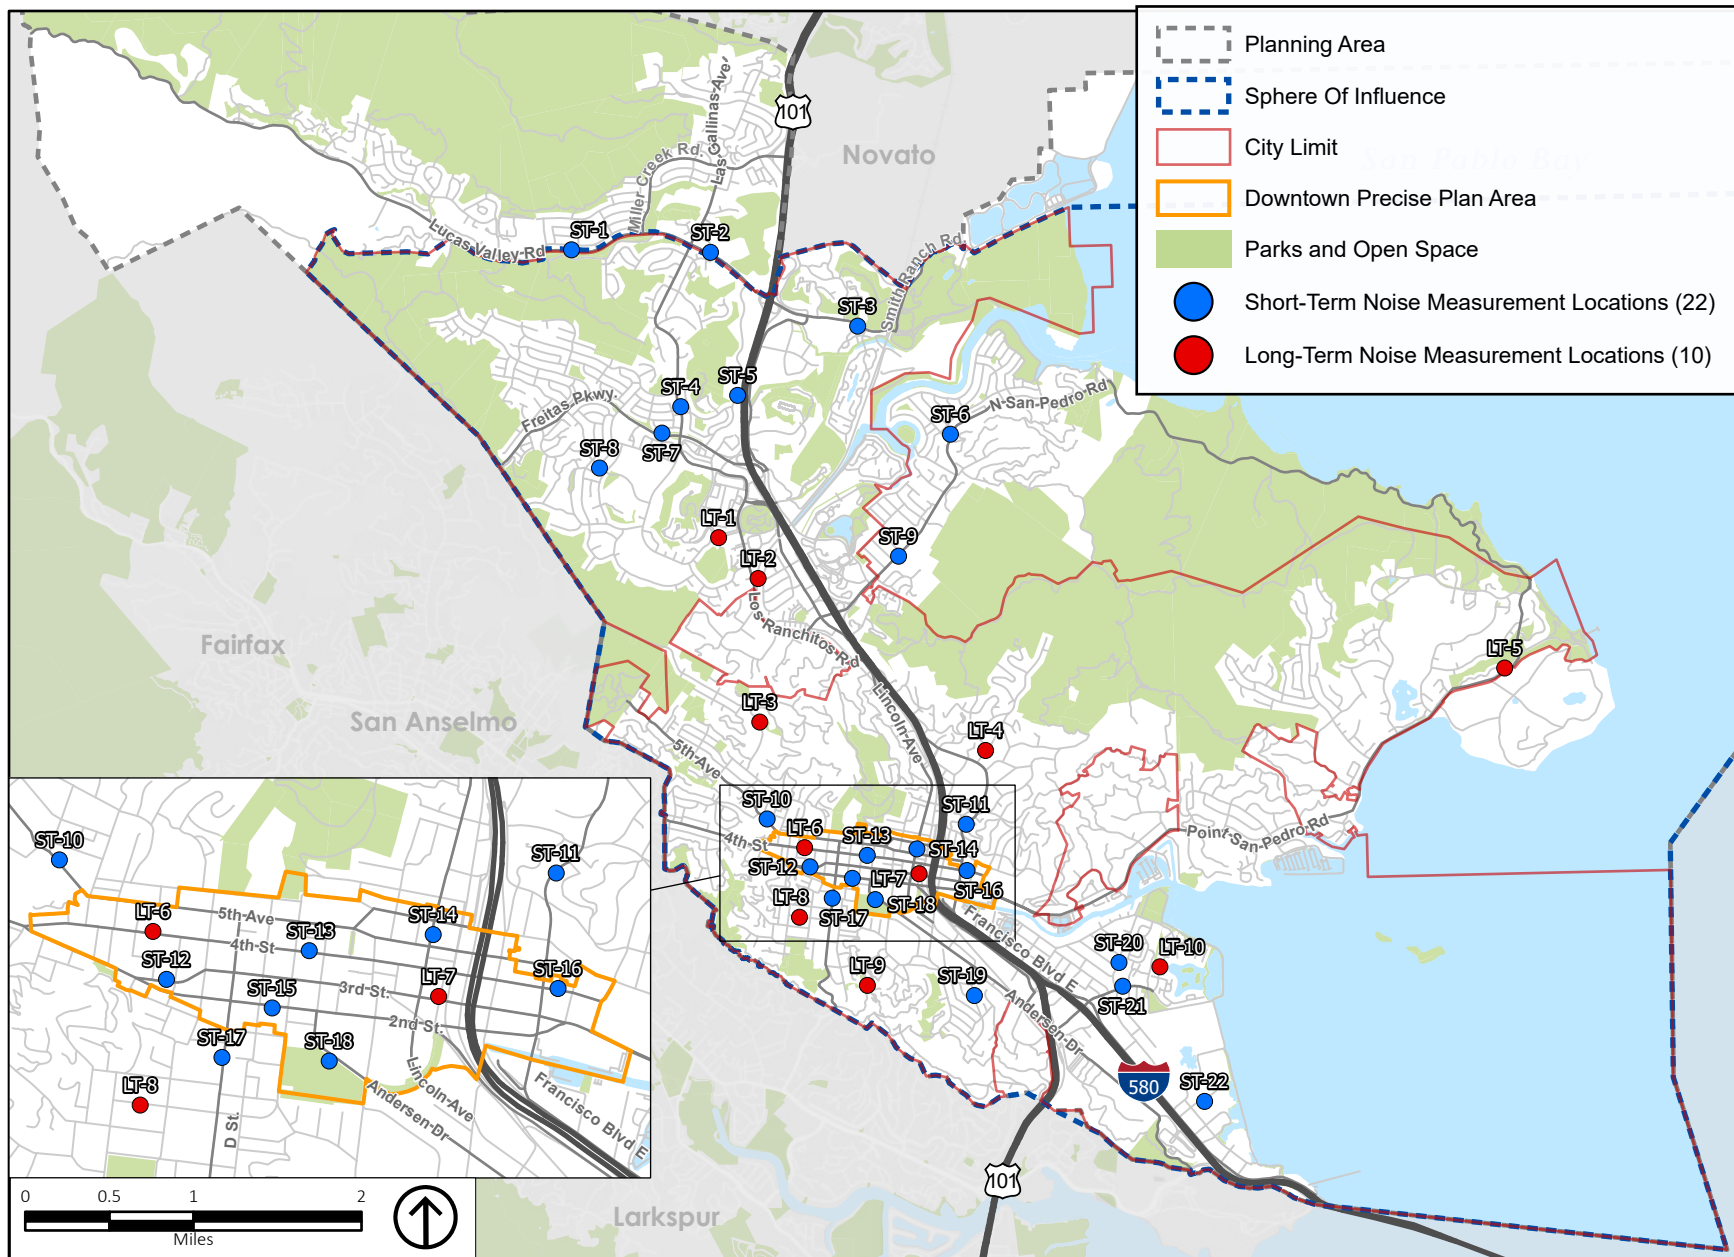 Planning Area
Sphere Of Influence
City Limit
Downtown Precise Plan Area
Parks and Open Space
Short-Term Noise Measurement Locations (22)
Long-Term Noise Measurement Locations (10)
San Pablo Bay
101
Novato
Las Gallinas Ave
Miller Creek Rd.
Lucas Valley Rd
ST-1
ST-2
Smith Ranch Rd.
ST-3
ST-4
ST-5
Freitas Pkwy.
ST-6
N San Pedro Rd
ST-7
ST-8
LT-1
ST-9
LT-2
Los Ranchitos Rd
Fairfax
San Anselmo
LT-5
LT-3
Lincoln Ave
LT-4
5th Ave
ST-10
ST-11
4th St
LT-6
ST-13
ST-14
Point San Pedro Rd
ST-12
LT-7
ST-16
LT-8
ST-17
ST-18
Francisco Blvd E
ST-20
LT-10
LT-9
ST-19
ST-21
Andersen Dr
580
ST-22
101
Larkspur
ST-10
ST-11
LT-6
5th Ave
ST-14
4th St
ST-13
ST-12
ST-16
LT-7
3rd St.
ST-15
2nd St.
ST-17
ST-18
LT-8
Lincoln Ave
Andersen Dr
Francisco Blvd E
D St.
0 0.5 1 2
Miles